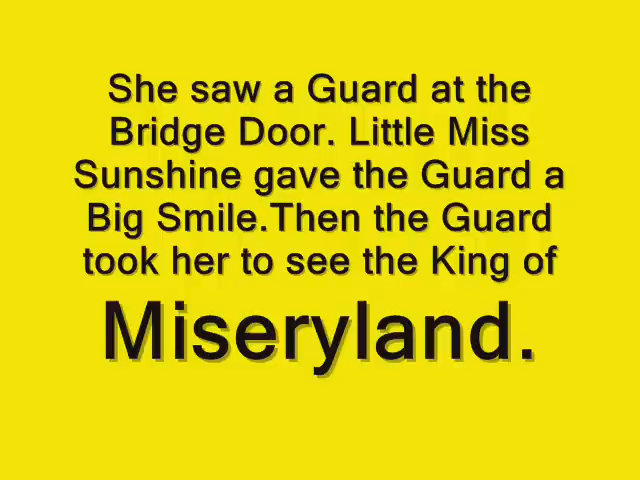 She saw a Guard at the
Bridge Door. Little Miss
Sunshine gave the Guard a
Big Smile.Then the Guard
took her to see the King of
Miseryland.